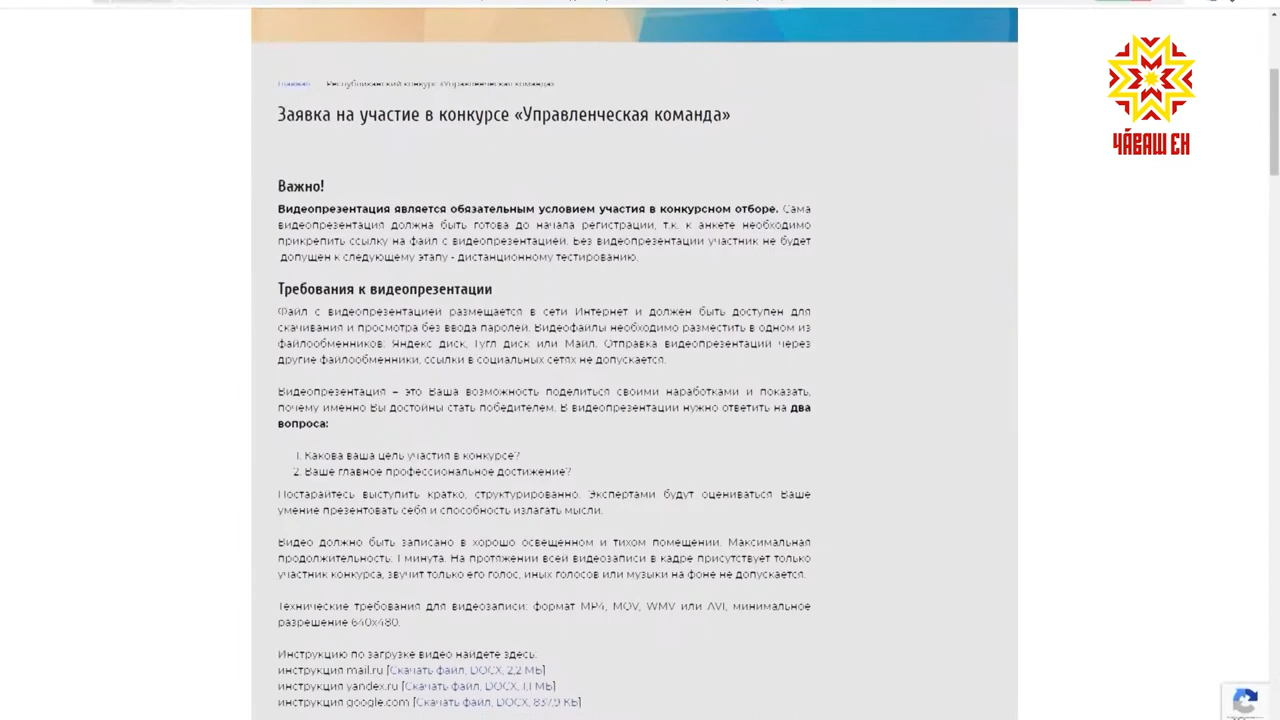 Главная Республиканский конкурс «Управленческая команда»
Заявка на участие в конкурсе «Управленческая команда»
ЧӐВАШ ЕН
Важно!
Видеопрезентация является обязательным условием участия в конкурсном отборе. Сама
видеопрезентация должна быть готова до начала регистрации, т.к. к анкете необходимо
прикрепить ссылку на файл с видеопрезентацией. Без видеопрезентации участник не будет
допущен к следующему этапу - дистанционному тестированию.
Требования к видеопрезентации
Файл с видеопрезентацией размещается в сети Интернет и должен быть доступен для
скачивания и просмотра без ввода паролей. Видеофайлы необходимо разместить в одном из
файлообменников: Яндекс диск, Гугл диск или Майл. Отправка видеопрезентаций через
другие файлообменники, ссылки в социальных сетях не допускается.
Видеопрезентация – это Ваша возможность поделиться своими наработками и показать,
почему именно Вы достойны стать победителем. В видеопрезентации нужно ответить на два
вопроса:
1. Какова ваша цель участия в конкурсе?
2. Ваше главное профессиональное достижение?
Постарайтесь выступить кратко, структурированно. Экспертами будут оцениваться Ваше
умение презентовать себя и способность излагать мысли.
Видео должно быть записано в хорошо освещенном и тихом помещении. Максимальная
продолжительность: 1 минута. На протяжении всей видеозаписи в кадре присутствует только
участник конкурса, звучит только его голос, иных голосов или музыки на фоне не допускается.
Технические требования для видеозаписи: формат MP4, MOV, WMV или AVI, минимальное
разрешение 640x480.
Инструкцию по загрузке видео найдете здесь:
инструкция mail.ru [Скачать файл, DOCX, 2,2 МБ]
инструкция yandex.ru [Скачать файл, DOCX, 1,1 МБ]
инструкция google.com [Скачать файл, DOCX, 837,9 КБ]